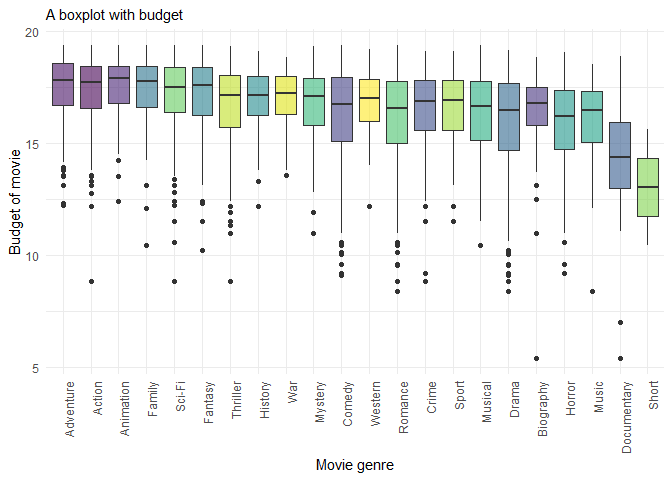 A boxplot with budget
Budget of movie
20
15
10
5
Adventure
Action
Animation
Family
Sci-Fi
Fantasy
Thriller
History
War
Mystery
Comedy
Western
Romance
Crime
Sport
Musical
Drama
Biography
Horror
Music
Documentary
Short
Movie genre